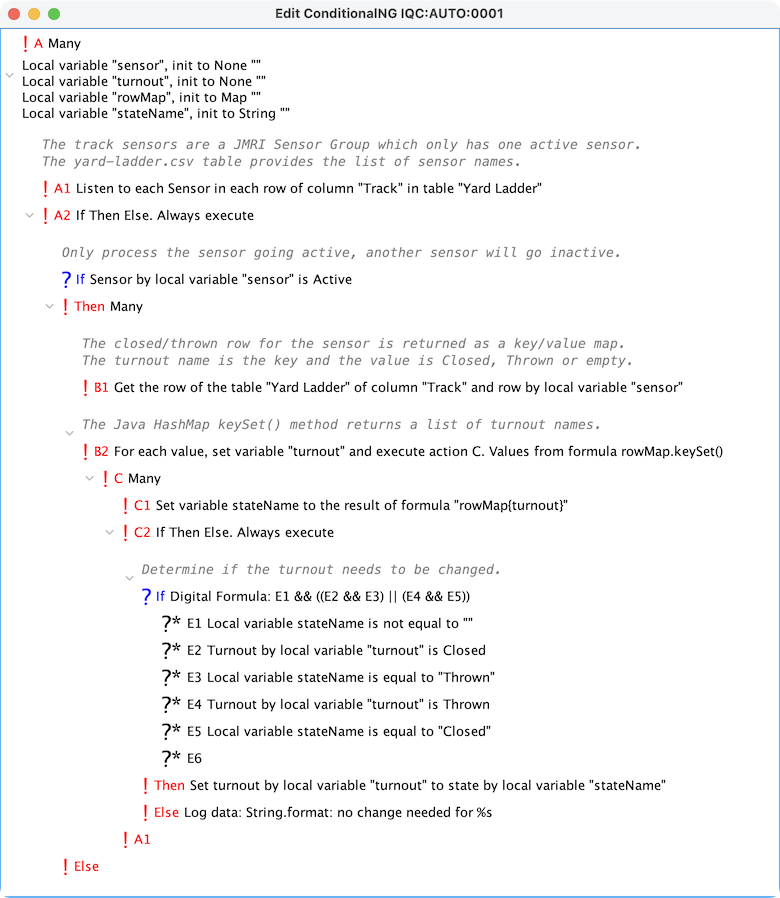 Edit ConditionalNG IQC:AUTO:0001
! A Many
Local variable "sensor", init to None ""
Local variable "turnout", init to None ""
Local variable "rowMap", init to Map ""
Local variable "stateName", init to String ""
The track sensors are a JMRI Sensor Group which only has one active sensor.
The yard-ladder.csv table provides the list of sensor names.
! A1 Listen to each Sensor in each row of column "Track" in table "Yard Ladder"
! A2 If Then Else. Always execute
Only process the sensor going active, another sensor will go inactive.
? If Sensor by local variable "sensor" is Active
! Then Many
The closed/thrown row for the sensor is returned as a key/value map.
The turnout name is the key and the value is Closed, Thrown or empty.
! B1 Get the row of the table "Yard Ladder" of column "Track" and row by local variable "sensor"
The Java HashMap keySet() method returns a list of turnout names.
! B2 For each value, set variable "turnout" and execute action C. Values from formula rowMap.keySet()
! C Many
! C1 Set variable stateName to the result of formula "rowMap{turnout}"
! C2 If Then Else. Always execute
Determine if the turnout needs to be changed.
? If Digital Formula: E1 && ((E2 && E3) || (E4 && E5))
?* E1 Local variable stateName is not equal to ""
?* E2 Turnout by local variable "turnout" is Closed
?* E3 Local variable stateName is equal to "Thrown"
?* E4 Turnout by local variable "turnout" is Thrown
?* E5 Local variable stateName is equal to "Closed"
?* E6
! Then Set turnout by local variable "turnout" to state by local variable "stateName"
! Else Log data: String.format: no change needed for %s
! A1
! Else